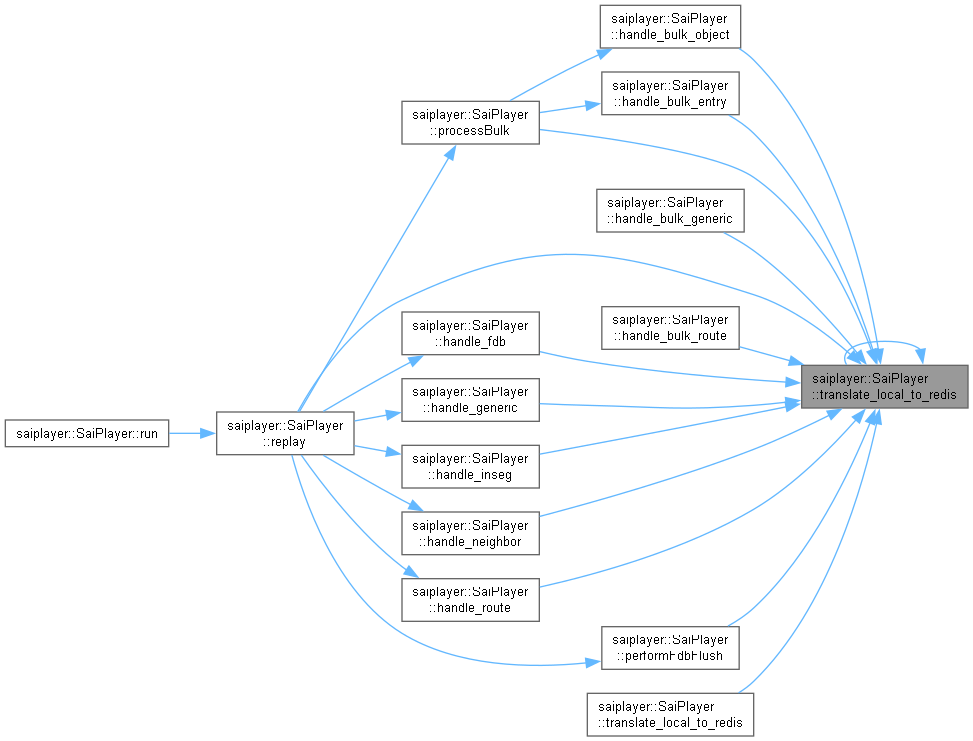 saiplayer::SaiPlayer
::handle_bulk_object
saiplayer::SaiPlayer
::handle_bulk_entry
saiplayer::SaiPlayer
::processBulk
saiplayer::SaiPlayer
::handle_bulk_generic
saiplayer::SaiPlayer
::handle_bulk_route
saiplayer::SaiPlayer
::handle_fdb
saiplayer::SaiPlayer
::translate_local_to_redis
saiplayer::SaiPlayer
::handle_generic
saiplayer::SaiPlayer::run
saiplayer::SaiPlayer
::replay
saiplayer::SaiPlayer
::handle_inseg
saiplayer::SaiPlayer
::handle_neighbor
saiplayer::SaiPlayer
::handle_route
saiplayer::SaiPlayer
::performFdbFlush
saiplayer::SaiPlayer
::translate_local_to_redis